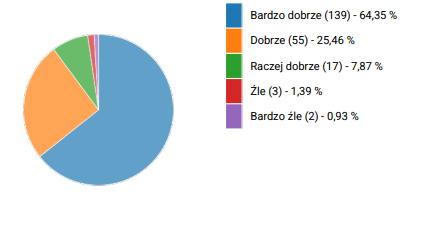 Bardzo dobrze (139) - 64,35 %
Dobrze (55) - 25,46 %
Raczej dobrze (17) - 7,87 %
Źle (3) - 1,39 %
Bardzo źle (2) - 0,93 %